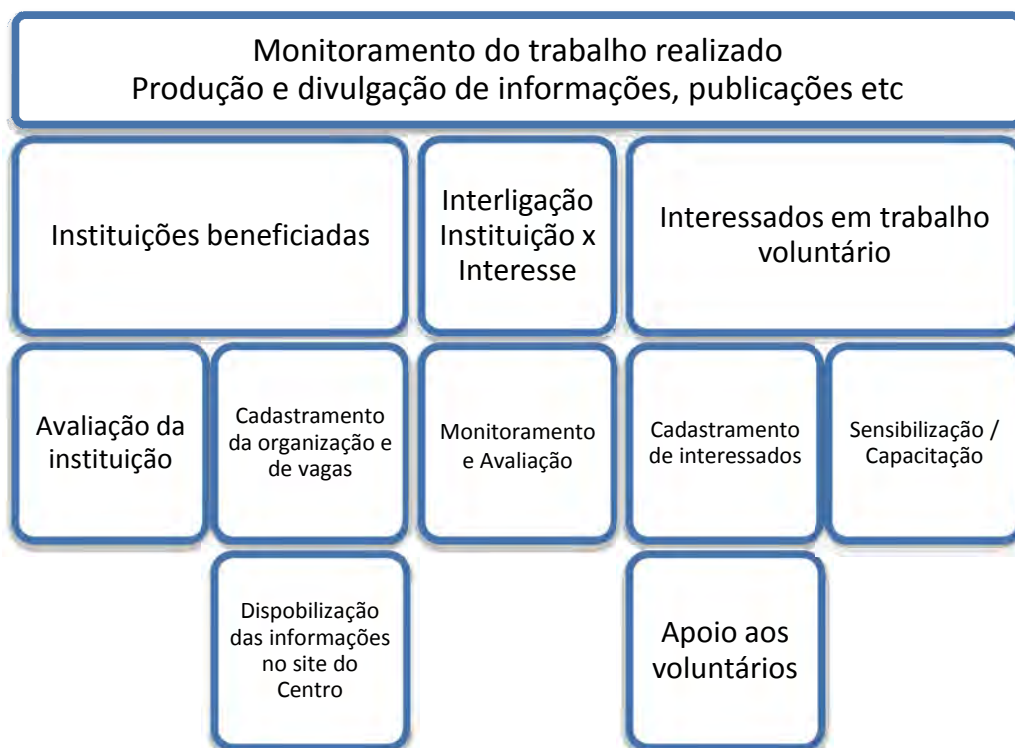 Monitoramento do trabalho realizado
Produção e divulgação de informações, publicações etc
Instituições beneficiadas
Interligação
Instituição x
Interesse
Interessados em trabalho
voluntário
Avaliação da
instituição
Cadastramento
da organização e
de vagas
Monitoramento
e Avaliação
Cadastramento
de interessados
Sensibilização /
Capacitação
Dispobilização
das informações
no site do
Centro
Apoio aos
voluntários